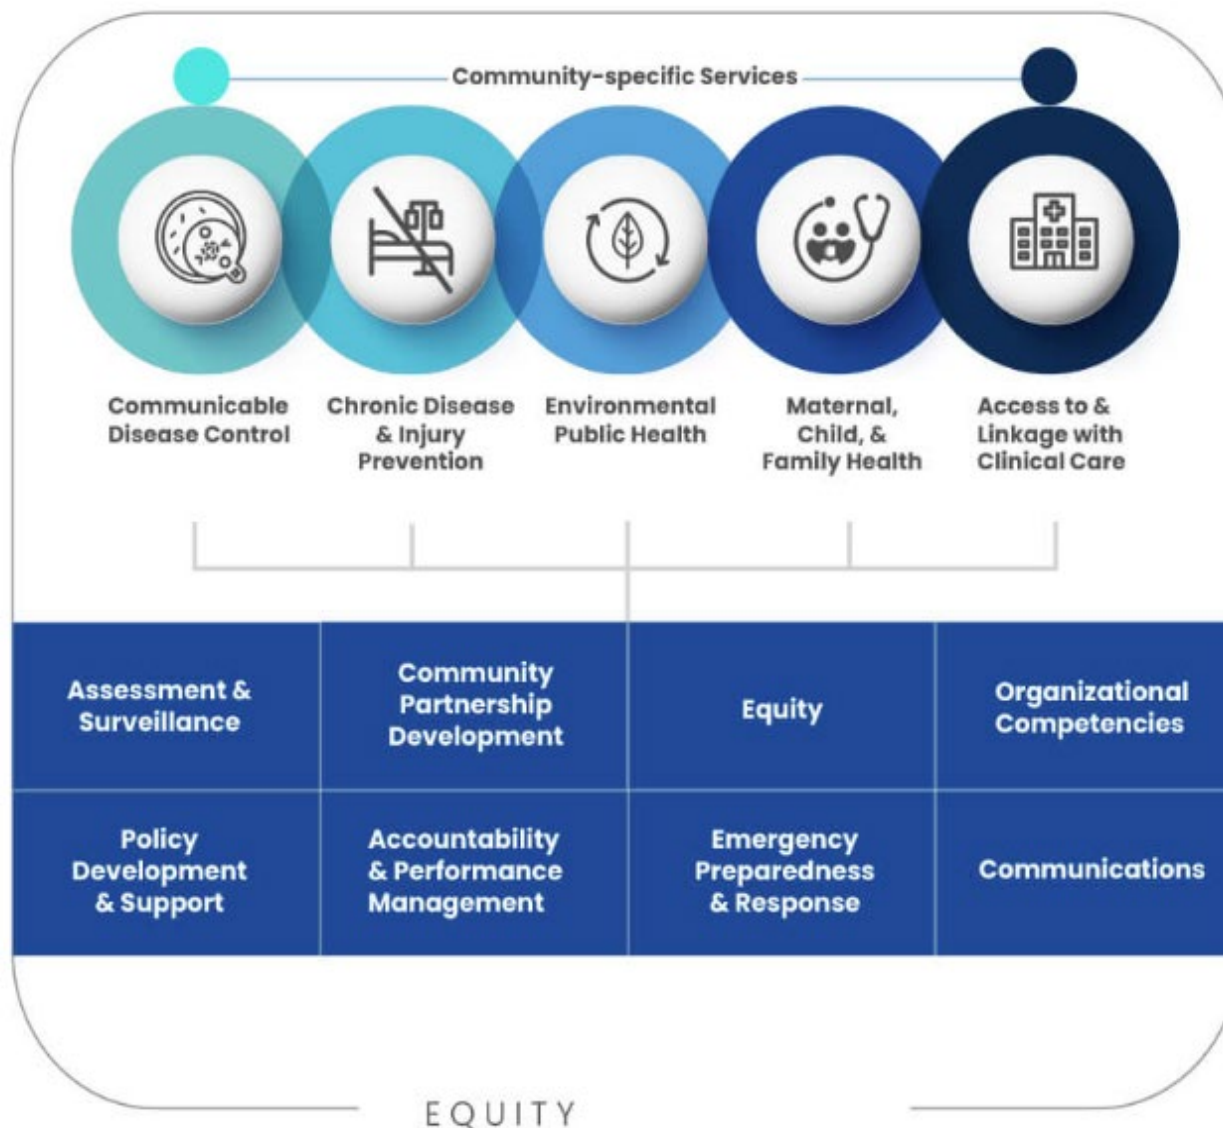 Community-specific Services
Communicable
Disease Control
Chronic Disease
& Injury
Prevention
Environmental
Public Health
Maternal,
Child, &
Family Health
Access to &
Linkage with
Clinical Care
Assessment &
Surveillance
Community
Partnership
Development
Equity
Organizational
Competencies
Policy
Development
& Support
Accountability
& Performance
Management
Emergency
Preparedness
& Response
Communications
EQUITY